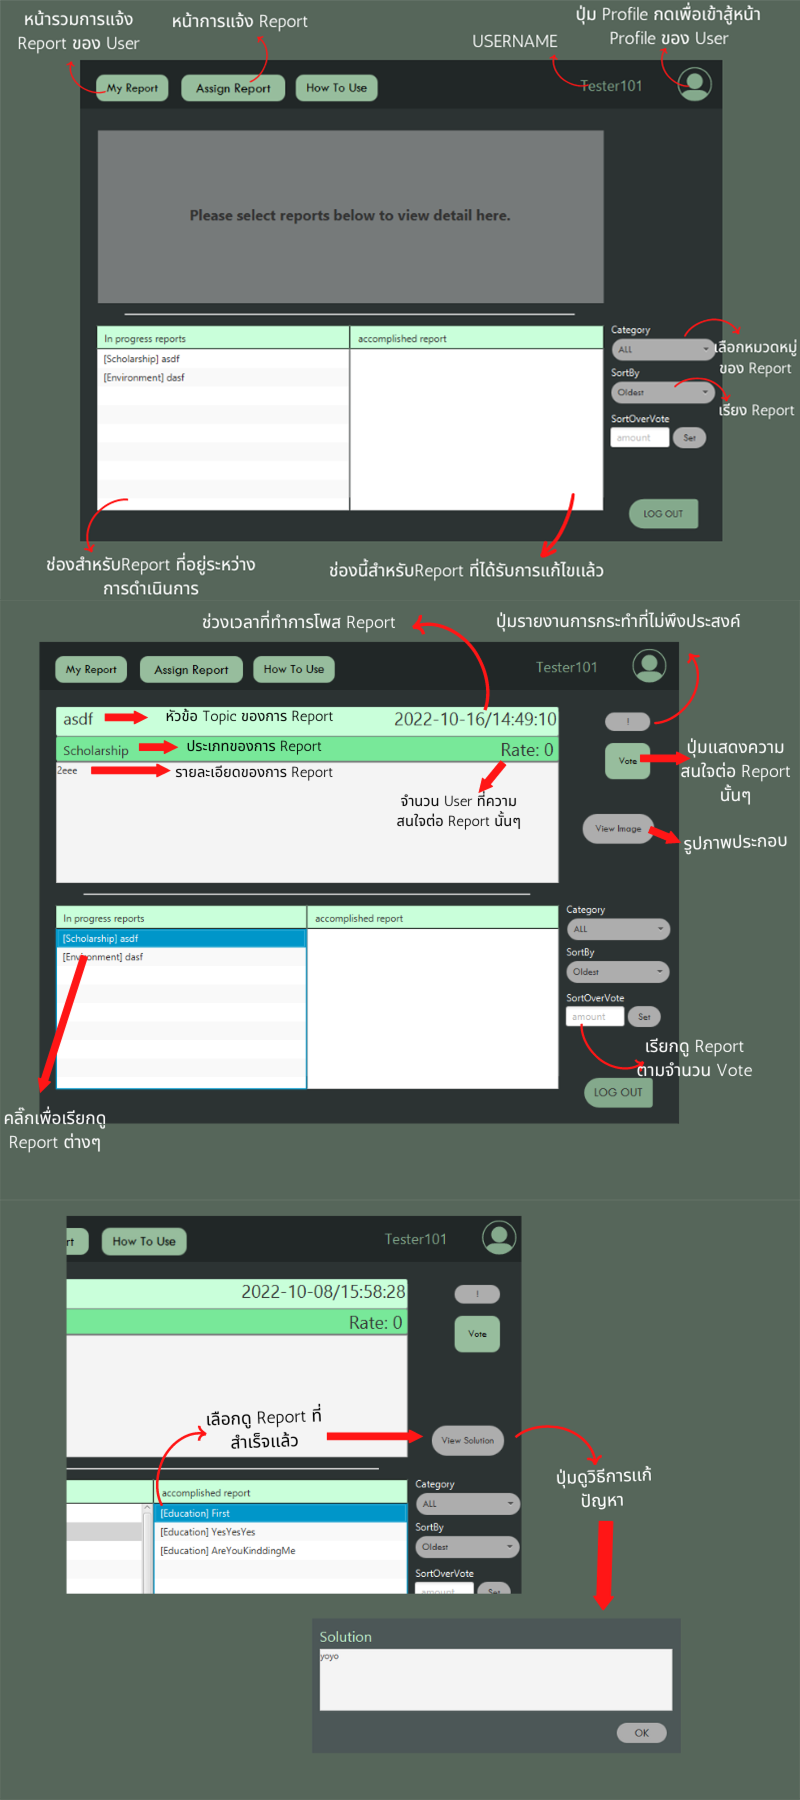 หน้ารวมการแจ้ง
Report ของ User
หน้าการแจ้ง Report
USERNAME
ปุ่ม Profile กดเพื่อเข้าสู้หน้า
Profile ของ User
My Report
Assign Report
How To Use
Tester101
Please select reports below to view detail here.
In progress reports
accomplished report
[Scholarship] asdf
[Environment] dasf
Category
ALL
เลือกหมวดหมู่
ของ Report
SortBy
Oldest
เรียง Report
SortOverVote
amount
Set
LOG OUT
ช่องสำหรับReport ที่อยู่ระหว่าง
การดำเนินการ
ช่องนี้สำหรับReport ที่ได้รับการแก้ไขแล้ว
ช่วงเวลาที่ทำการโพส Report
ปุ่มรายงานการกระทำที่ไม่พึงประสงค์
My Report
Assign Report
How To Use
Tester101
asdf
หัวข้อ Topic ของการ Report
2022-10-16/14:49:10
!
Scholarship
ประเภทของการ Report
Rate: 0
Vote
ปุ่มแสดงความ
สนใจต่อ Report
นั้นๆ
2eee
รายละเอียดของการ Report
จำนวน User ที่ความ
สนใจต่อ Report นั้นๆ
View Image
รูปภาพประกอบ
In progress reports
accomplished report
[Scholarship] asdf
[Environment] dasf
Category
ALL
SortBy
Oldest
SortOverVote
amount
Set
เรียกดู Report
ตามจำนวน Vote
LOG OUT
คลิ๊กเพื่อเรียกดู
Report ต่างๆ
rt
How To Use
Tester101
2022-10-08/15:58:28
!
Rate: 0
Vote
เลือกดู Report ที่
สำเร็จแล้ว
View Solution
ปุ่มดูวิธีการแก้
ปัญหา
accomplished report
[Education] First
[Education] YesYesYes
[Education] AreYouKinddingMe
Category
ALL
SortBy
Oldest
SortOverVote
amount
Set
Solution
yoyo
OK